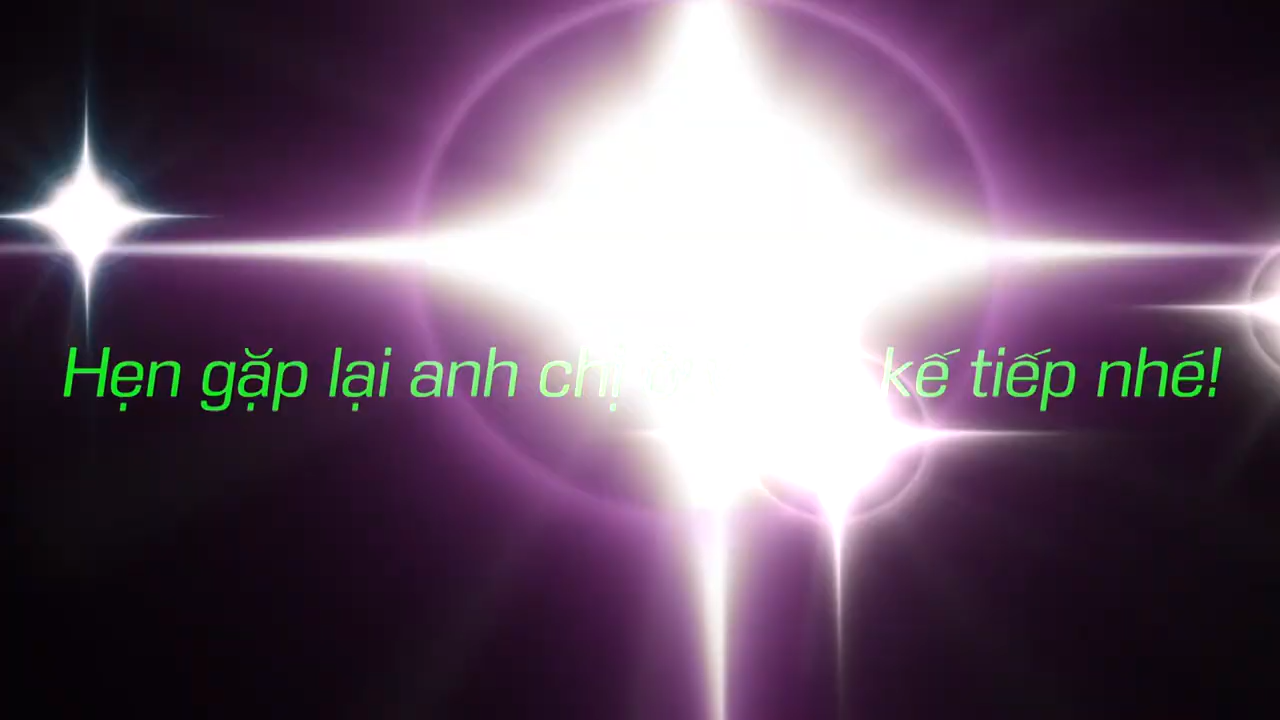 Hẹn gặp lại anh chị kế tiếp nhé!